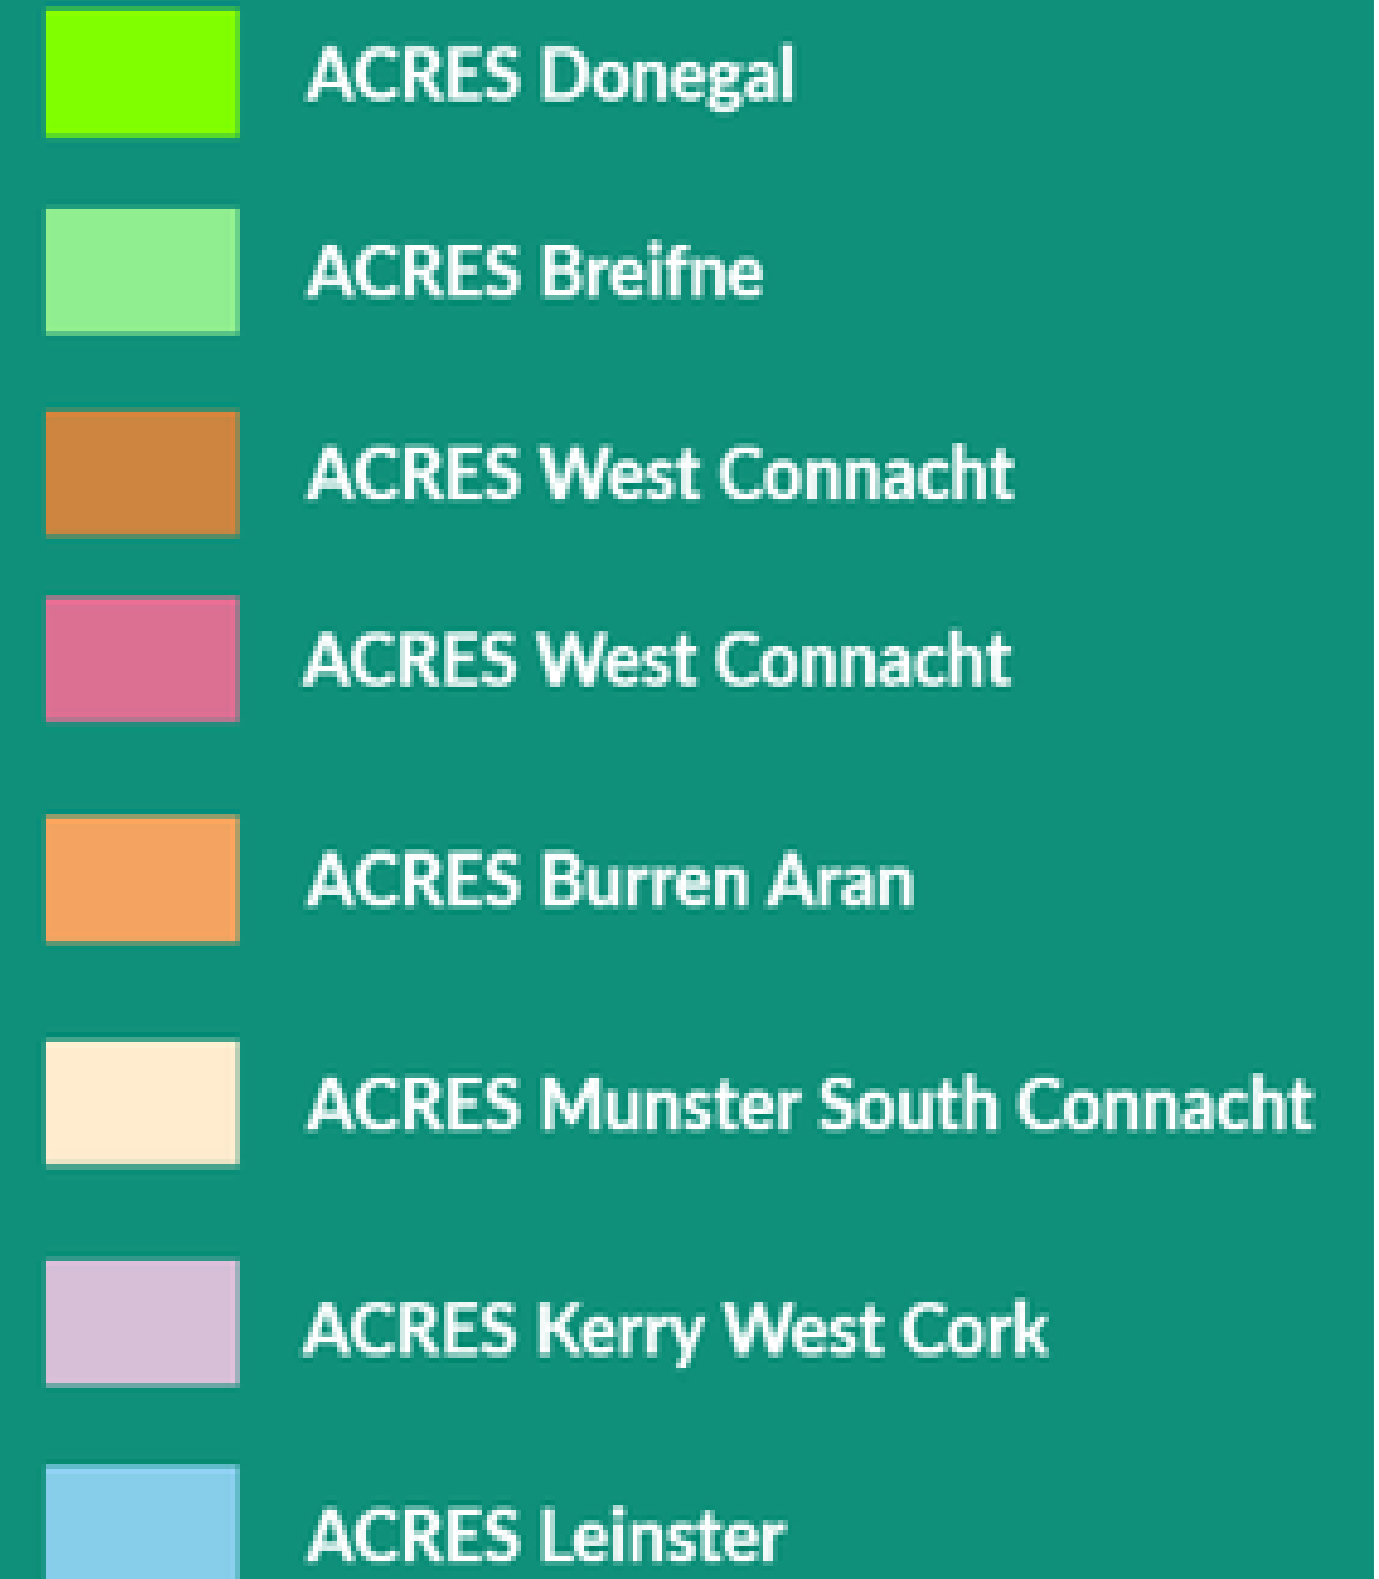 ACRES Donegal
ACRES Breifne
ACRES West Connacht
ACRES West Connacht
ACRES Burren Aran
ACRES Munster South Connacht
ACRES Kerry West Cork
ACRES Leinster